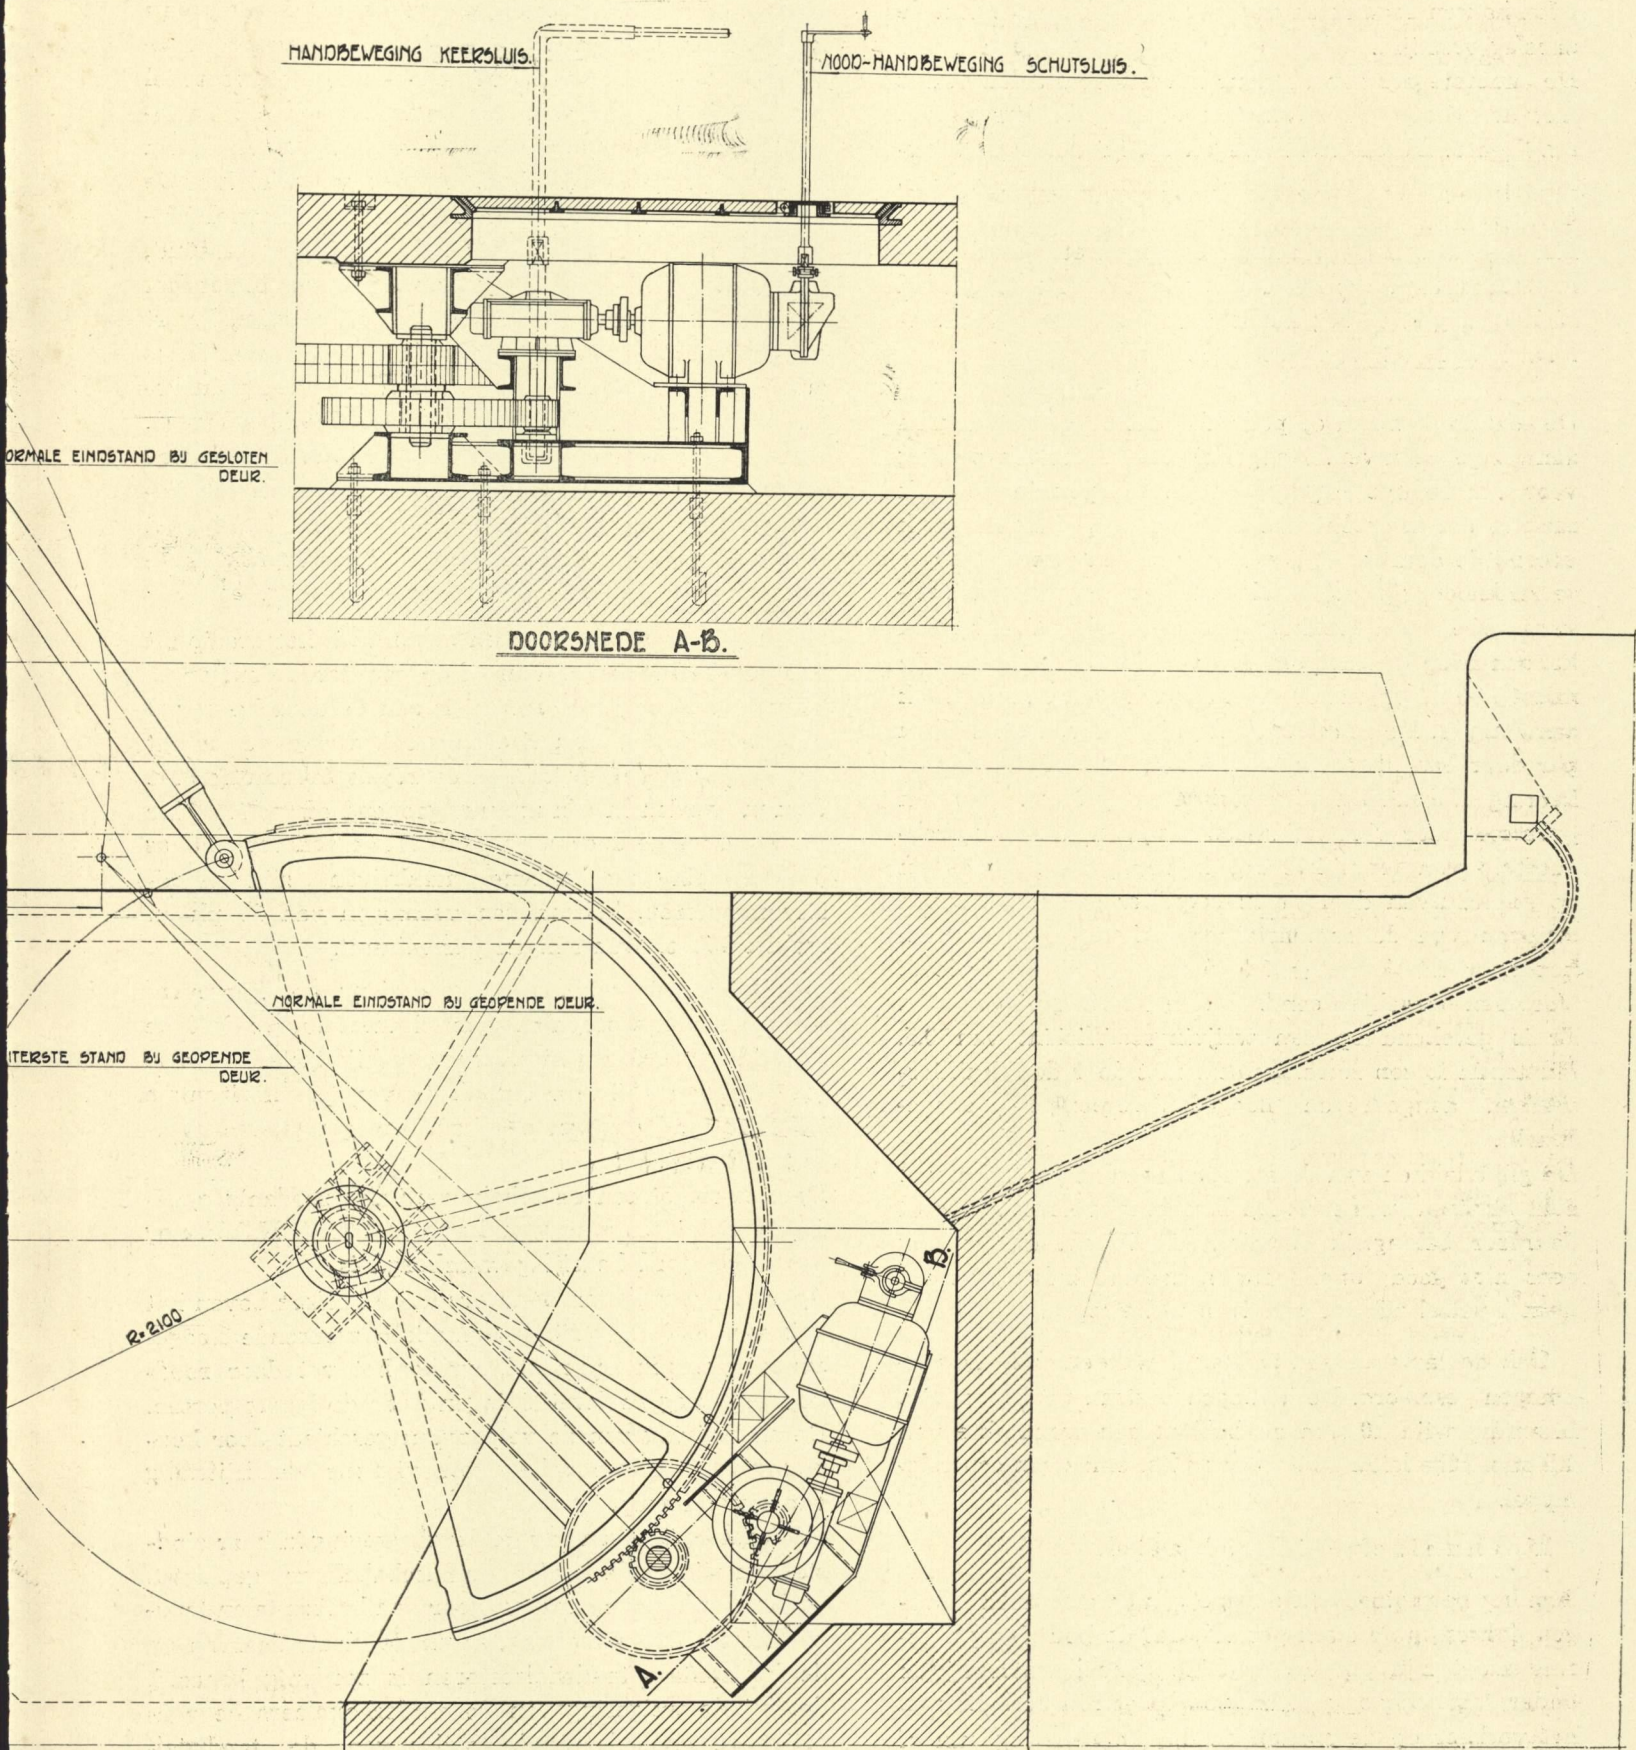 HANDBEWEGING KEERSLUIS.
NOOD-HANDBEWEGING SCHUTSLUIS.
ORMALE EINDSTAND BIJ GESLOTEN
DEUR.
DOORSNEDE A-B.
NORMALE EINDSTAND BIJ GEOPENDE DEUR.
ITERSTE STAND BIJ GEOPENDE
DEUR.
R=2100
B.
A.